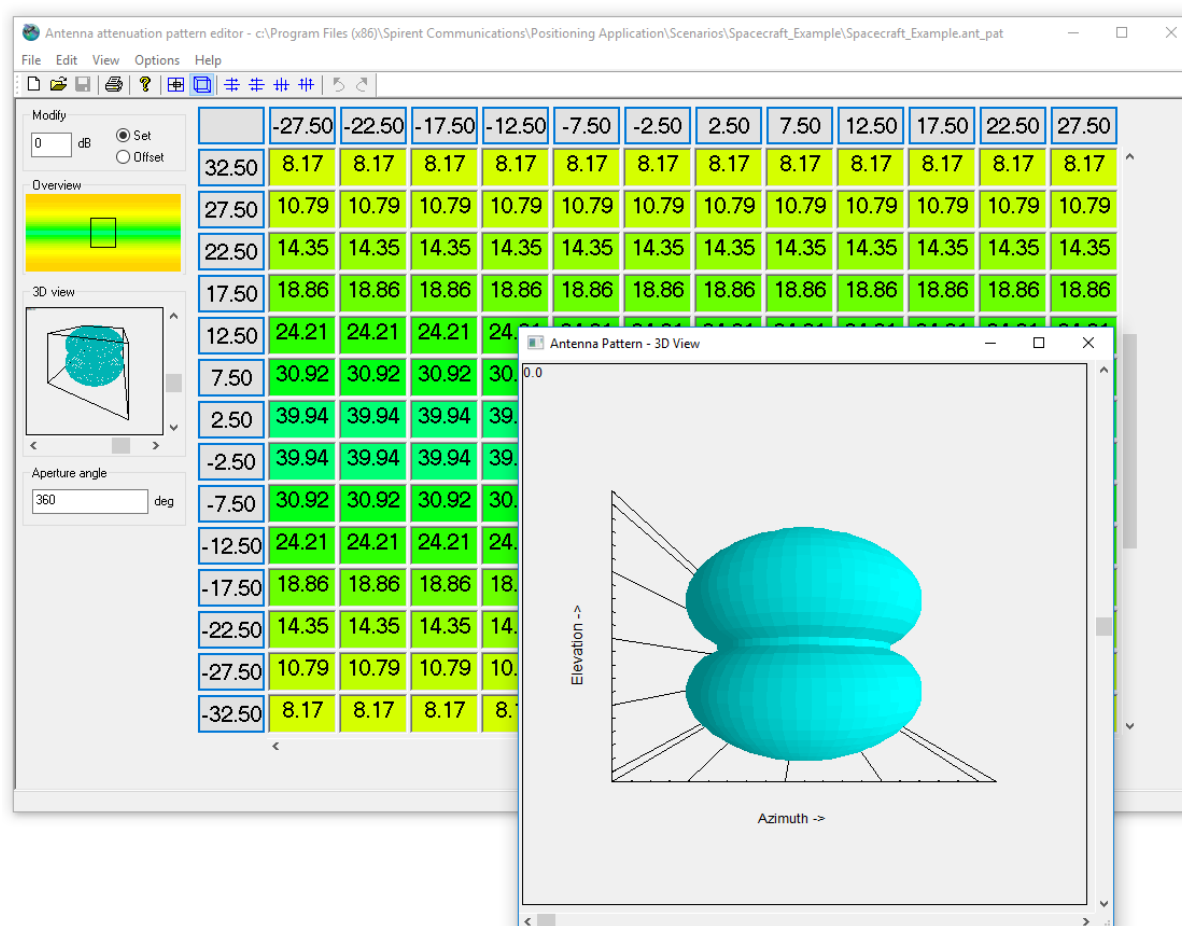 Antenna attenuation pattern editor - c:\Program Files (x86)\Spirent Communications\Positioning Application\Scenarios\Spacecraft_Example\Spacecraft_Example.ant_pat
File Edit View Options Help
Modify
0 dB Set
Offset
Overview
3D view
Aperture angle
360 deg
-27.50 -22.50 -17.50 -12.50 -7.50 -2.50 2.50 7.50 12.50 17.50 22.50 27.50
32.50 8.17 8.17 8.17 8.17 8.17 8.17 8.17 8.17 8.17 8.17 8.17 8.17
27.50 10.79 10.79 10.79 10.79 10.79 10.79 10.79 10.79 10.79 10.79 10.79 10.79
22.50 14.35 14.35 14.35 14.35 14.35 14.35 14.35 14.35 14.35 14.35 14.35 14.35
17.50 18.86 18.86 18.86 18.86 18.86 18.86 18.86 18.86 18.86 18.86 18.86 18.86
12.50 24.21 24.21 24.21
7.50 30.92 30.92 30.92 30.
2.50 39.94 39.94 39.94 39.
-2.50 39.94 39.94 39.94 39.
-7.50 30.92 30.92 30.92 30.
-12.50 24.21 24.21 24.21 24.
-17.50 18.86 18.86 18.86 18.
-22.50 14.35 14.35 14.35 14.
-27.50 10.79 10.79 10.79 10.
-32.50 8.17 8.17 8.17 8.
Antenna Pattern - 3D View
0.0
Elevation ->
Azimuth ->